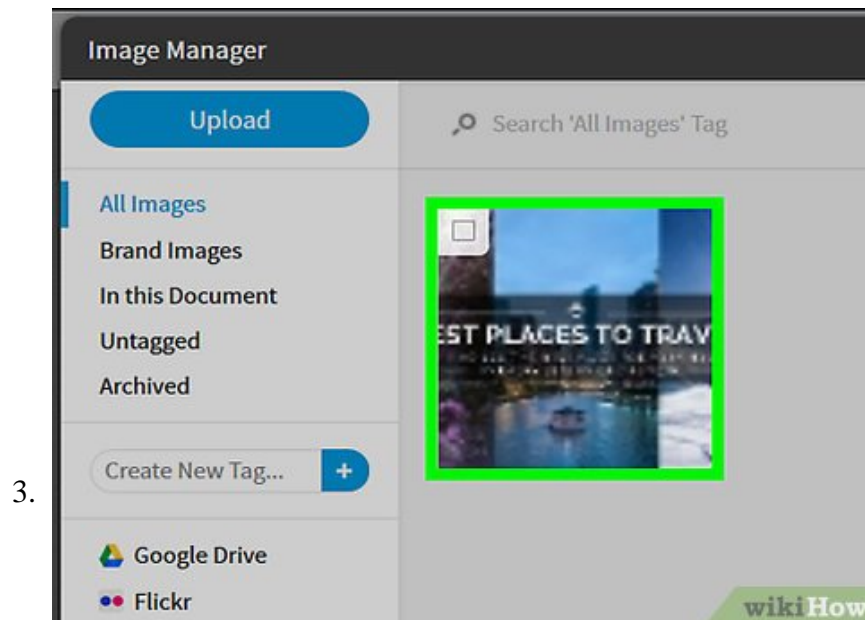 Image Manager
Upload
Search 'All Images' Tag
All Images
Brand Images
In this Document
Untagged
Archived
EST PLACES TO TRAV
Create New Tag...
+
3.
Google Drive
Flickr
wikiHow